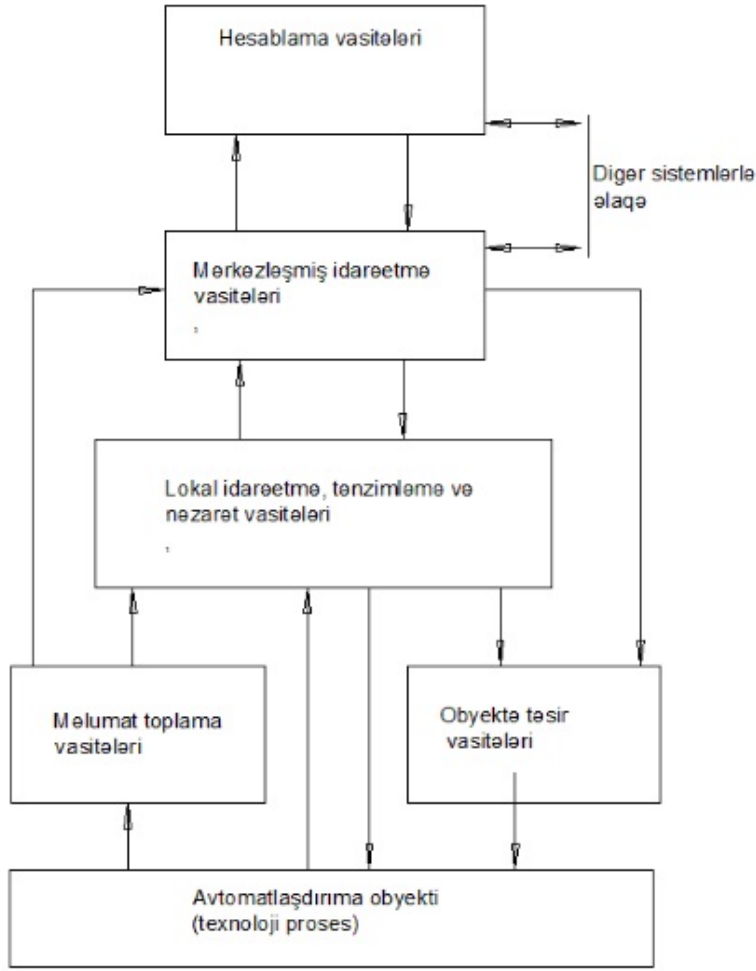 Hesablama vasitələri
Digər sistemlərlə
əlaqə
Mərkəzləşmiş idarəetmə
vasitələri
Lokal idarəetmə, tənzimləmə və
nəzarət vasitələri
Məlumat toplama
vasitələri
Obyektə təsir
vasitələri
Avtomatlaşdırıma obyekti
(texnoloji proses)